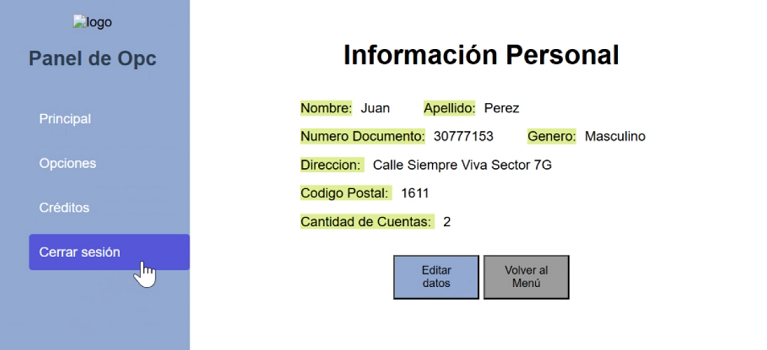 logo
Panel de Opc
Principal
Opciones
Créditos
Cerrar sesión
Información Personal
Nombre: Juan Apellido: Perez
Numero Documento: 30777153 Genero: Masculino
Direccion: Calle Siempre Viva Sector 7G
Codigo Postal: 1611
Cantidad de Cuentas: 2
Editar
datos
Volver al
Menú